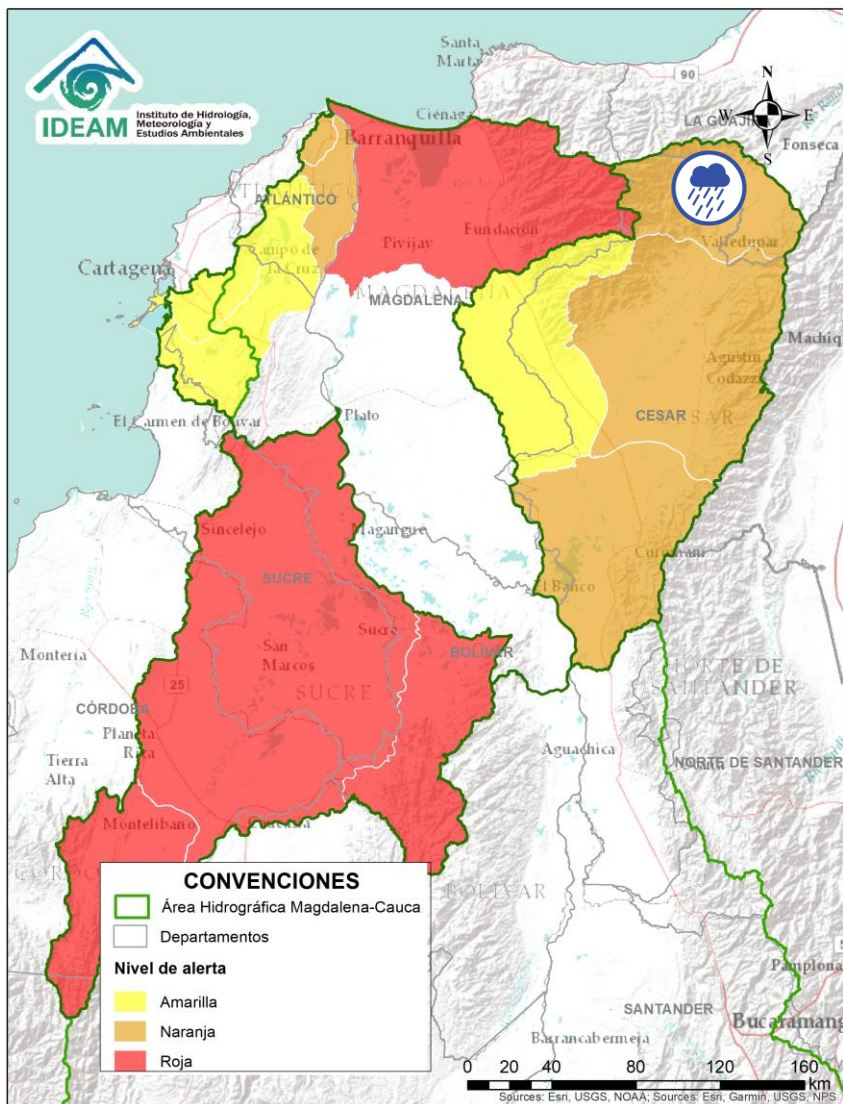 IDEAM
Instituto de Hidrología,
Meteorología y
Estudios Ambientales
Santa
Marta
90
N
W
E
S
LA GUAJI
Ciénaga
Fonseca
Barranquilla
ATLÁNTICO
Fundación
Valledupar
Pivijay
Campo de
la Cruz
Cartagena
MAGDALENA
Machiq
Agustín
Codazzi
CESAR
El Carmen de Bolívar
Plato
Sincelejo
Magangue
SUCRE
El Banco
Sucre
San
Marcos
BOLÍVAR
Montería
25
SUCRE
NORTE DE
SANTANDER
CÓRDOBA
Planeta
Rica
Tierra
Alta
Aguachica
NORTE DE SANTANDER
Montelíbano
CONVENCIONES
Área Hidrográfica Magdalena-Cauca
Departamentos
Nivel de alerta
Amarilla
Naranja
Roja
BOLÍVAR
Pamplona
SANTANDER
Bucaramang
Barrancabermeja
0 20 40 80 120 160
km
Sources: Esri, USGS, NOAA; Sources: Esri, Garmin, USGS, NPS